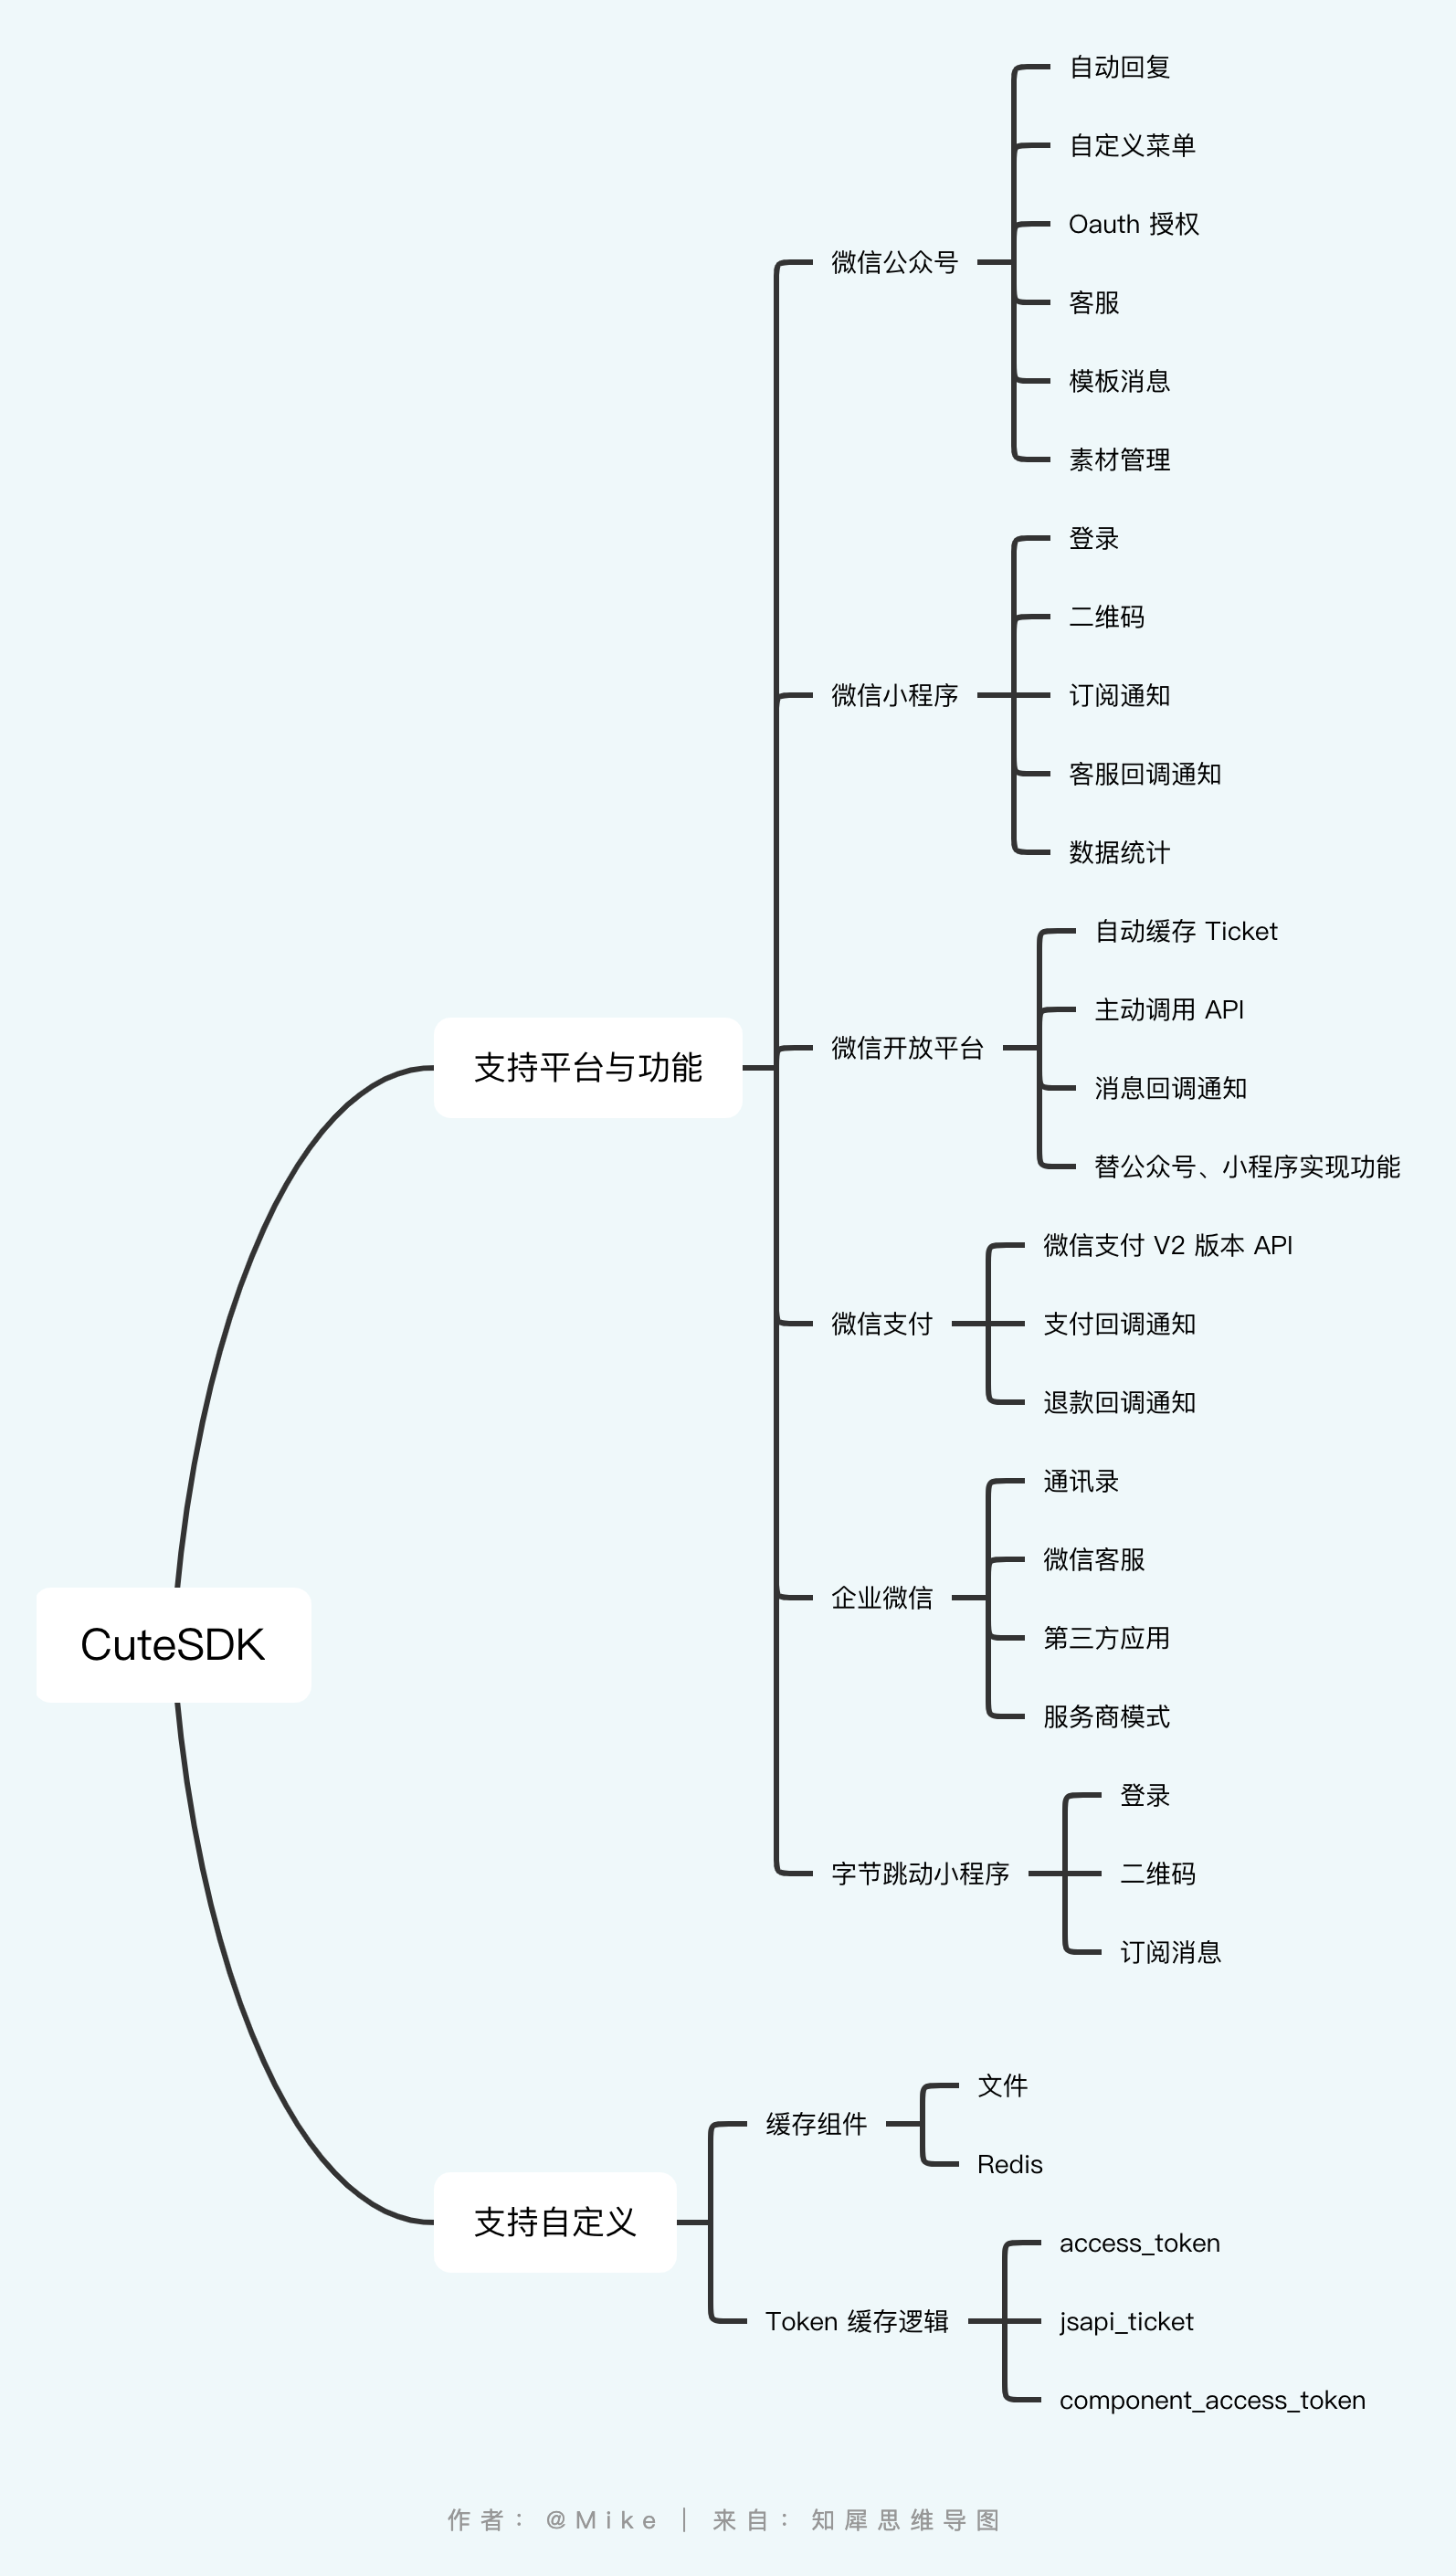 CuteSDK
支持平台与功能
微信公众号
自动回复
自定义菜单
Oauth 授权
客服
模板消息
素材管理
微信小程序
登录
二维码
订阅通知
客服回调通知
数据统计
微信开放平台
自动缓存 Ticket
主动调用 API
消息回调通知
替公众号、小程序实现功能
微信支付
微信支付 V2 版本 API
支付回调通知
退款回调通知
企业微信
通讯录
微信客服
第三方应用
服务商模式
字节跳动小程序
登录
二维码
订阅消息
支持自定义
缓存组件
文件
Redis
Token 缓存逻辑
access_token
jsapi_ticket
component_access_token
作者：@Mike | 来自：知犀思维导图